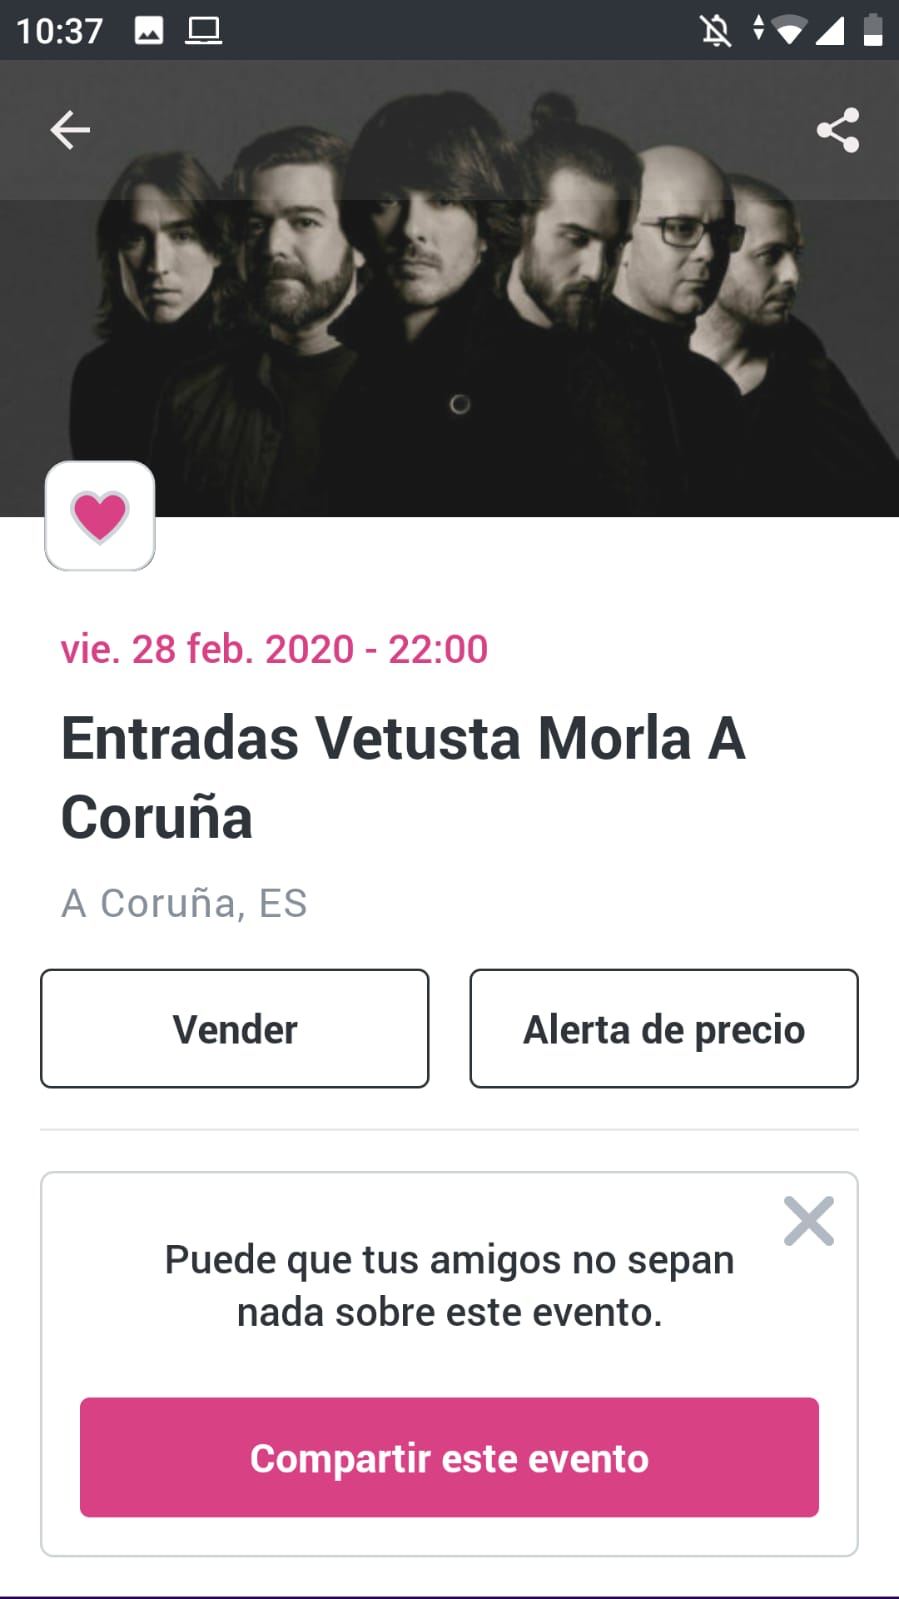 10:37
vie. 28 feb. 2020 - 22:00
Entradas Vetusta Morla A
Coruña
A Coruña, ES
Vender
Alerta de precio
Puede que tus amigos no sepan
nada sobre este evento.
Compartir este evento